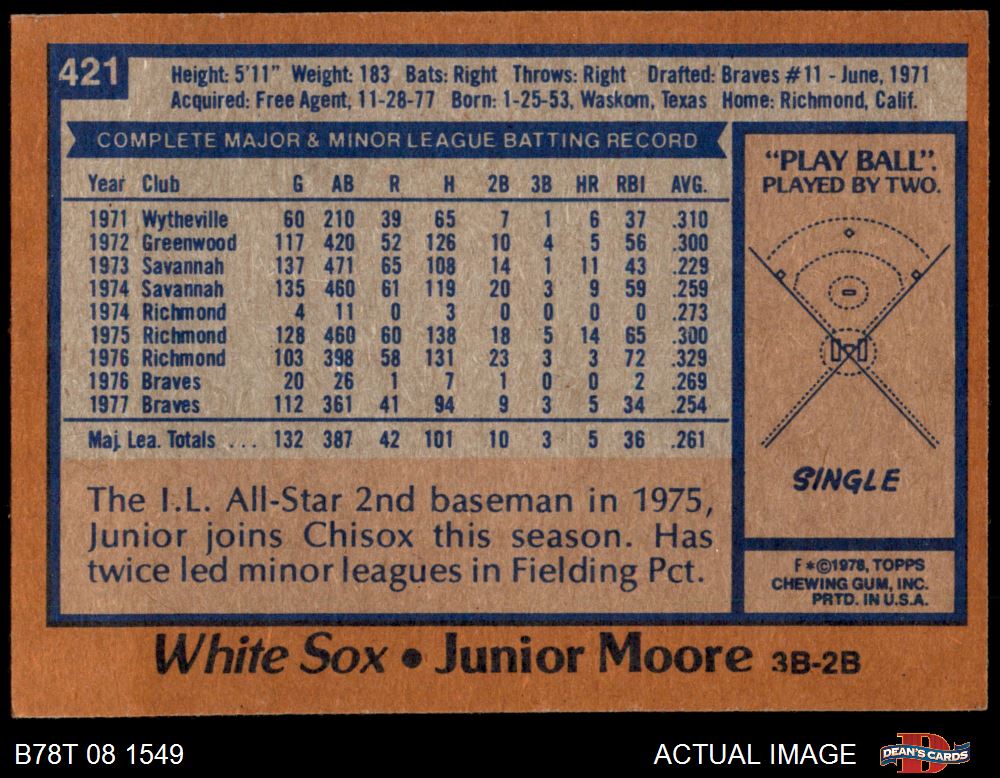 421
Height: 5'11" Weight: 183 Bats: Right Throws: Right Drafted: Braves #11 - June, 1971
Acquired: Free Agent, 11-28-77 Born: 1-25-53, Waskom, Texas Home: Richmond, Calif.
COMPLETE MAJOR & MINOR LEAGUE BATTING RECORD
Year Club G AB R H 2B 3B HR RBI AVG.
1971 Wytheville 60 210 39 65 7 1 6 37 .310
1972 Greenwood 117 420 52 126 10 4 5 56 .300
1973 Savannah 137 471 65 108 14 1 11 43 .229
1974 Savannah 135 460 61 119 20 3 9 59 .259
1974 Richmond 4 11 0 3 0 0 0 0 .273
1975 Richmond 128 460 60 138 18 5 14 65 .300
1976 Richmond 103 398 58 131 23 3 3 72 .329
1976 Braves 20 26 1 7 1 0 0 2 .269
1977 Braves 112 361 41 94 9 3 5 34 .254
Maj. Lea. Totals ... 132 387 42 101 10 3 5 36 .261
The I.L. All-Star 2nd baseman in 1975,
Junior joins Chisox this season. Has
twice led minor leagues in Fielding Pct.
"PLAY BALL".
PLAYED BY TWO.
SINGLE
F*©1978, TOPPS
CHEWING GUM, INC.
PRTD. IN U.S.A.
White Sox • Junior Moore 3B-2B
B78T 08 1549
ACTUAL IMAGE
DEAN'S CARDS